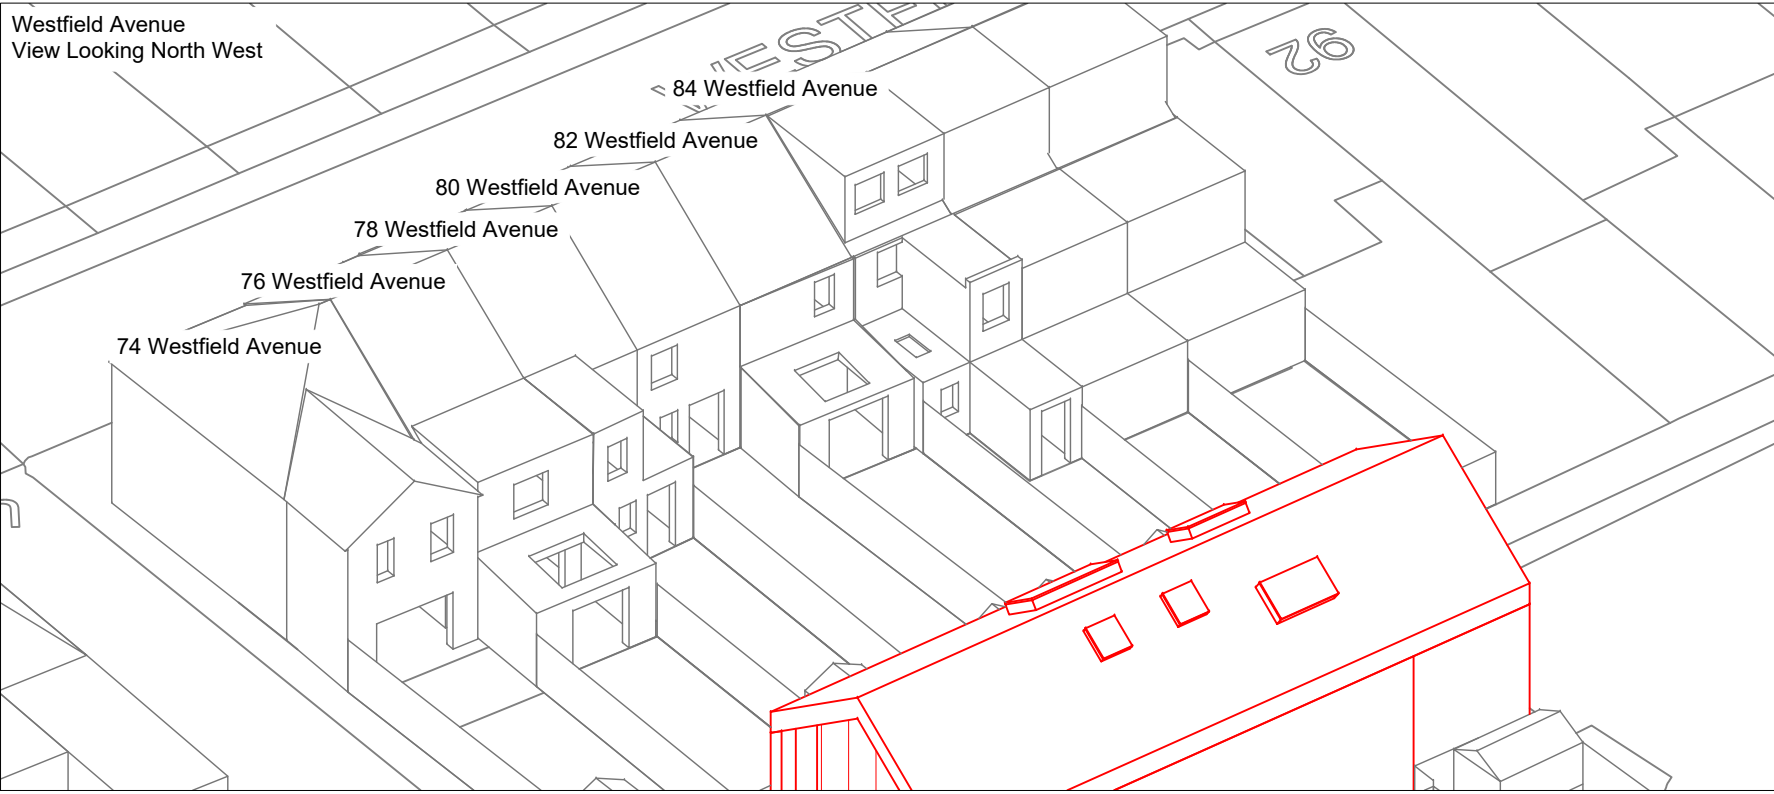 Westfield Avenue
View Looking North West
84 Westfield Avenue
82 Westfield Avenue
80 Westfield Avenue
78 Westfield Avenue
76 Westfield Avenue
74 Westfield Avenue